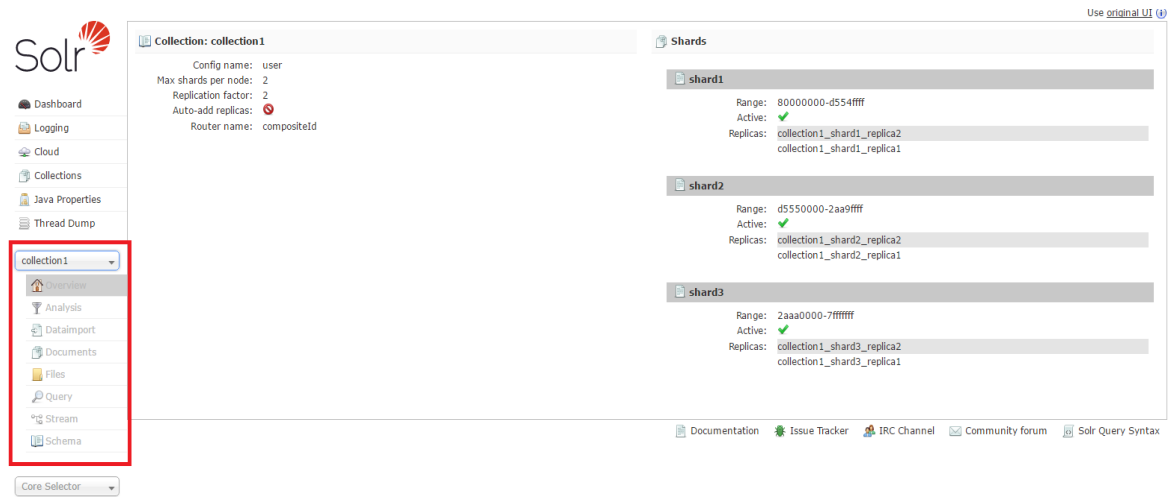 Use original UI (i)
Solr
Dashboard
Logging
Cloud
Collections
Java Properties
Thread Dump
collection1
Overview
Analysis
Dataimport
Documents
Files
Query
Stream
Schema
Core Selector
Collection: collection1
Config name: user
Max shards per node: 2
Replication factor: 2
Auto-add replicas:
Router name: compositeId
Shards
shard1
Range: 80000000-d554ffff
Active:
Replicas: collection1_shard1_replica2
collection1_shard1_replica1
shard2
Range: d5550000-2aa9ffff
Active:
Replicas: collection1_shard2_replica2
collection1_shard2_replica1
shard3
Range: 2aaa0000-7fffffff
Active:
Replicas: collection1_shard3_replica2
collection1_shard3_replica1
Documentation Issue Tracker IRC Channel Community forum Solr Query Syntax